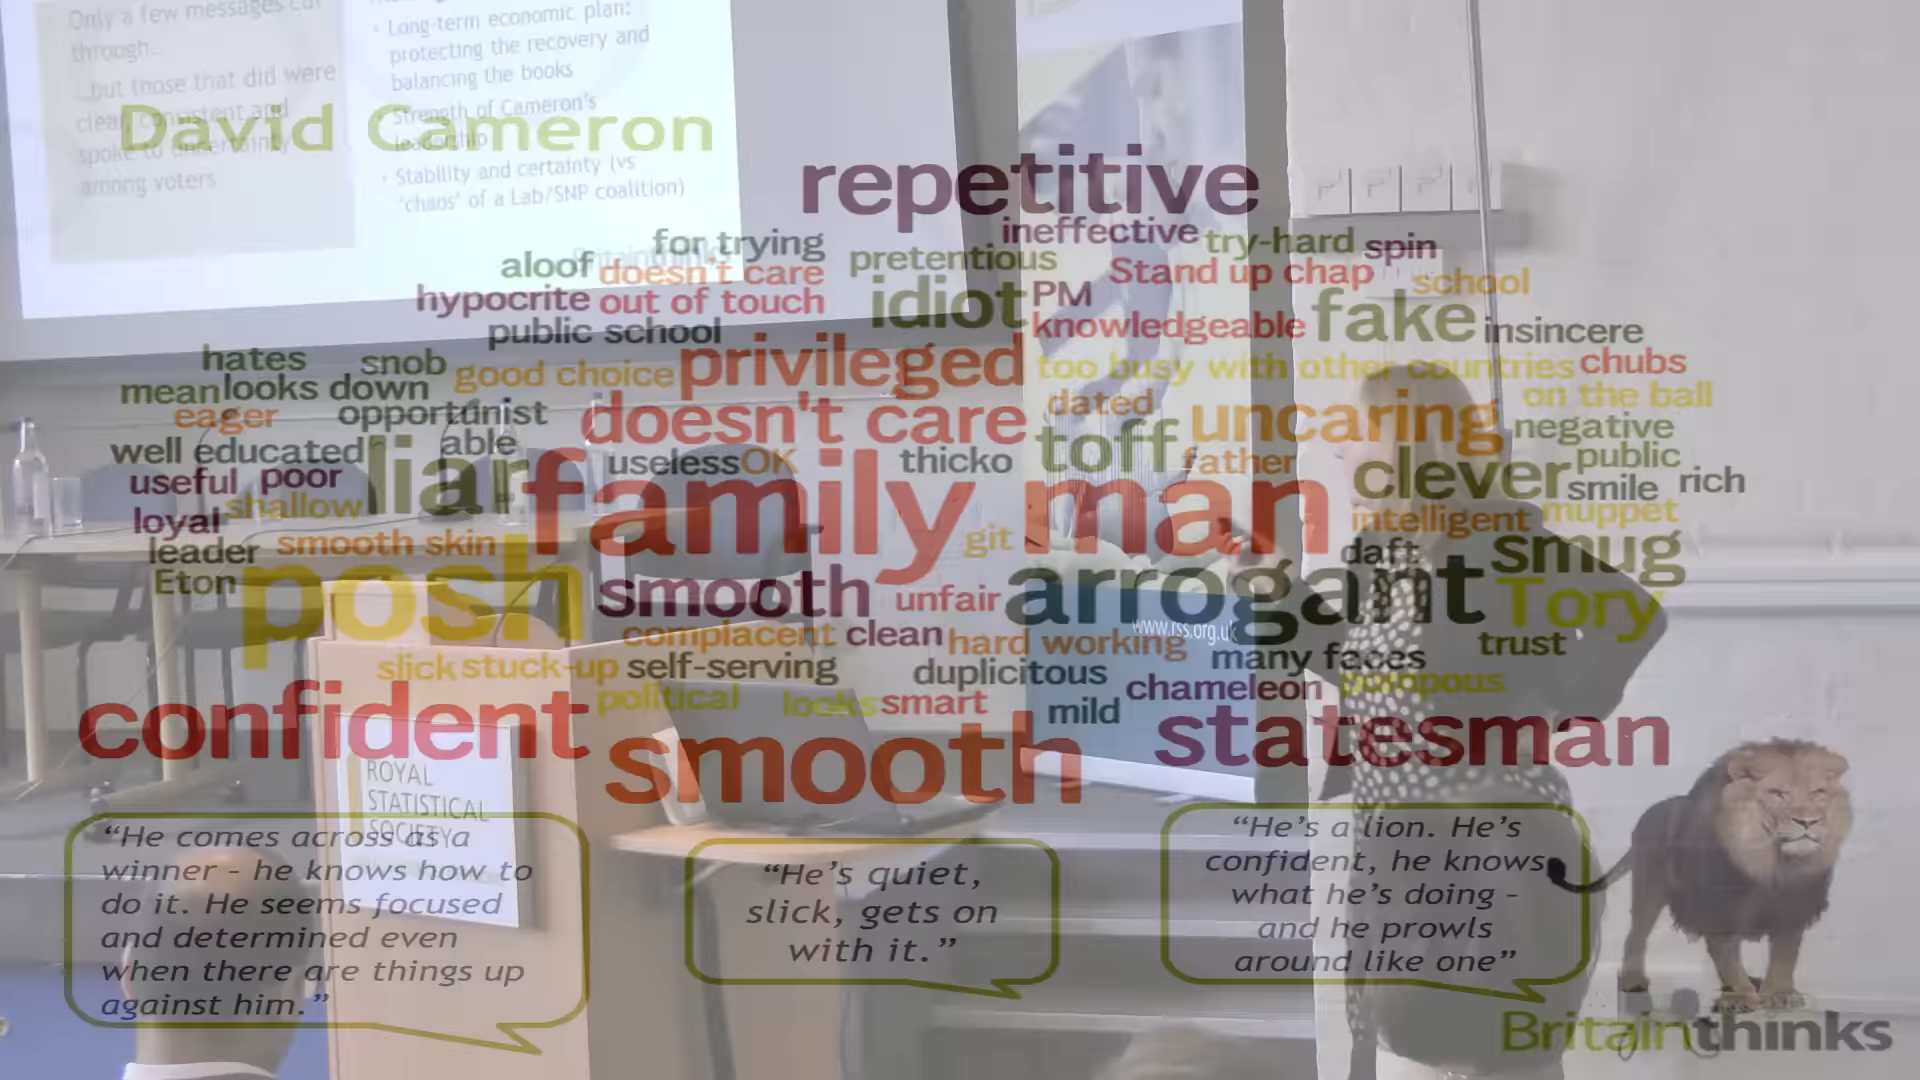 Only a few messages cut
through...
...but those that did were
clear, consistent and
spoke to uncertainty
among voters
Long-term economic plan:
protecting the recovery and
balancing the books
Strength of Cameron's
leadership
Stability and certainty (vs
'chaos' of a Lab/SNP coalition)
David Cameron
repetitive
ineffective try-hard spin
for trying pretentious
aloof doesn't care Stand up chap school
hypocrite out of touch idiot PM fake
public school knowledgeable insincere
hates snob good choice privileged too busy with other countries chubs
mean looks down on the ball
eager opportunist doesn't care dated uncaring negative
well educated liar able useless OK thicko toff father clever public
useful poor family man smile rich
loyal shallow intelligent muppet
leader smooth skin git daft smug
Eton posh smooth unfair arrogant Tory
complacent clean hard working trust
slick stuck-up self-serving duplicitous many faces
political looks smart mild chameleon pompous
confident smooth statesman
www.rss.org.uk
ROYAL
STATISTICAL
SOCIETY
“He comes across as a
winner - he knows how to
do it. He seems focused
and determined even
when there are things up
against him.”
“He’s quiet,
slick, gets on
with it.”
“He’s a lion. He’s
confident, he knows
what he’s doing -
and he prowls
around like one”
Britainthinks